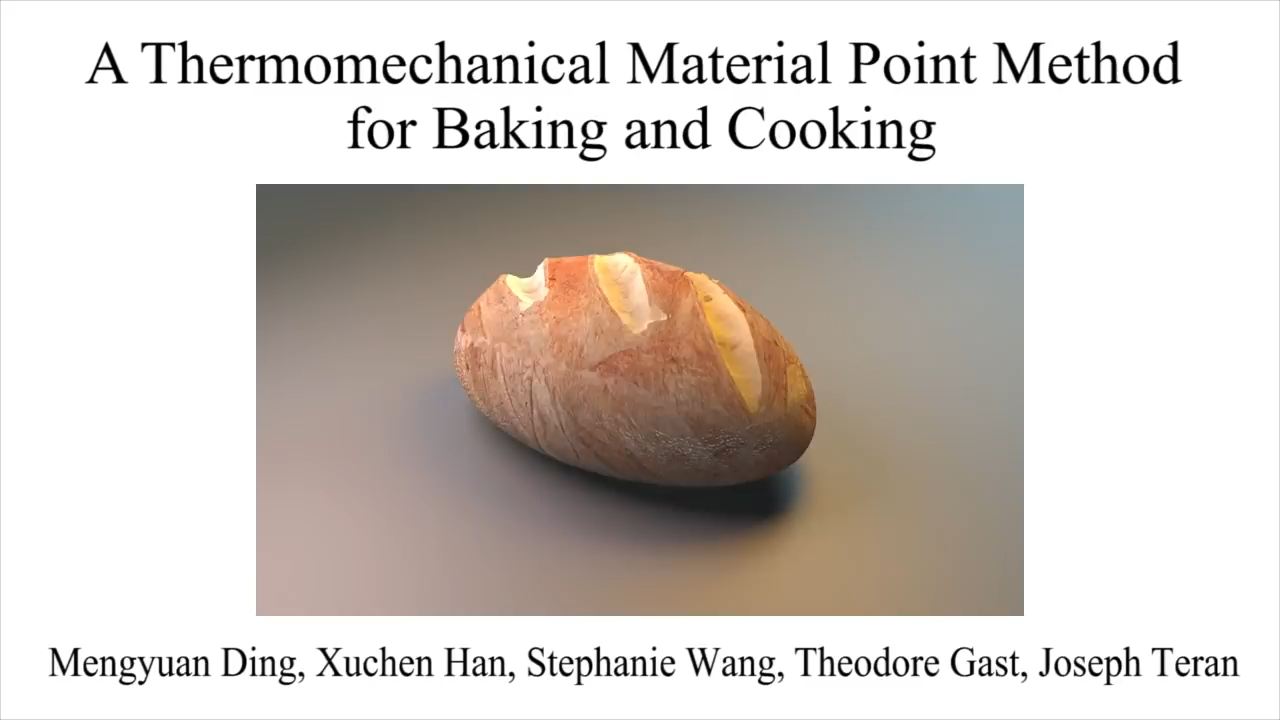 A Thermomechanical Material Point Method
for Baking and Cooking
Mengyuan Ding, Xuchen Han, Stephanie Wang, Theodore Gast, Joseph Teran